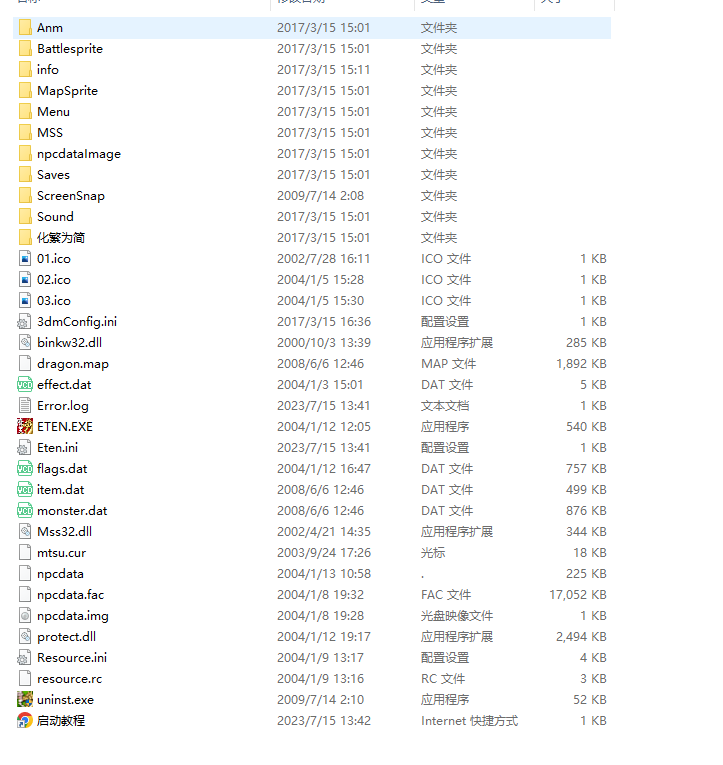 Anm 2017/3/15 15:01 文件夹
Battlesprite 2017/3/15 15:01 文件夹
info 2017/3/15 15:11 文件夹
MapSprite 2017/3/15 15:01 文件夹
Menu 2017/3/15 15:01 文件夹
MSS 2017/3/15 15:01 文件夹
npcdataImage 2017/3/15 15:01 文件夹
Saves 2017/3/15 15:01 文件夹
ScreenSnap 2009/7/14 2:08 文件夹
Sound 2017/3/15 15:01 文件夹
化繁为简 2017/3/15 15:01 文件夹
01.ico 2002/7/28 16:11 ICO 文件 1 KB
02.ico 2004/1/5 15:28 ICO 文件 1 KB
03.ico 2004/1/5 15:30 ICO 文件 1 KB
3dmConfig.ini 2017/3/15 16:36 配置设置 1 KB
binkw32.dll 2000/10/3 13:39 应用程序扩展 285 KB
dragon.map 2008/6/6 12:46 MAP 文件 1,892 KB
effect.dat 2004/1/3 15:01 DAT 文件 5 KB
Error.log 2023/7/15 13:41 文本文档 1 KB
ETEN.EXE 2004/1/12 12:05 应用程序 540 KB
Eten.ini 2023/7/15 13:41 配置设置 1 KB
flags.dat 2004/1/12 16:47 DAT 文件 757 KB
item.dat 2008/6/6 12:46 DAT 文件 499 KB
monster.dat 2008/6/6 12:46 DAT 文件 876 KB
Mss32.dll 2002/4/21 14:35 应用程序扩展 344 KB
mtsu.cur 2003/9/24 17:26 光标 18 KB
npcdata 2004/1/13 10:58 . 225 KB
npcdata.fac 2004/1/8 19:32 FAC 文件 17,052 KB
npcdata.img 2004/1/8 19:28 光盘映像文件 1 KB
protect.dll 2004/1/12 19:17 应用程序扩展 2,494 KB
Resource.ini 2004/1/9 13:17 配置设置 4 KB
resource.rc 2004/1/9 13:16 RC 文件 3 KB
uninst.exe 2009/7/14 2:10 应用程序 52 KB
启动教程 2023/7/15 13:42 Internet 快捷方式 1 KB